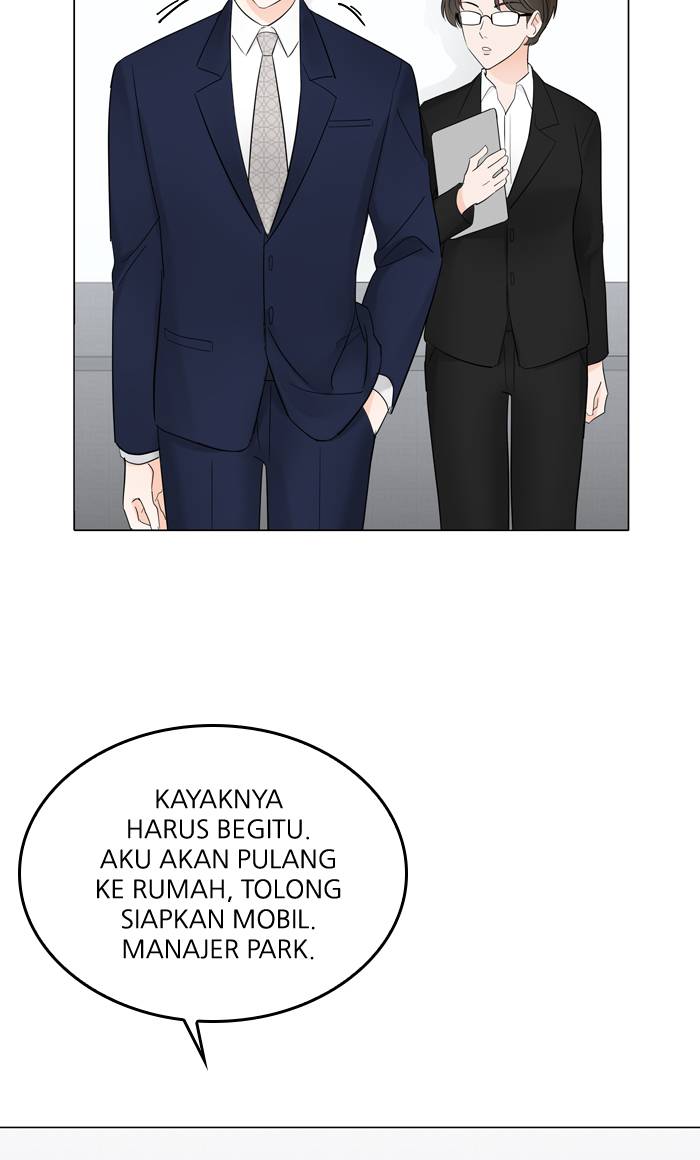 KAYAKNYA
HARUS BEGITU.
AKU AKAN PULANG
KE RUMAH, TOLONG
SIAPKAN MOBIL.
MANAJER PARK.